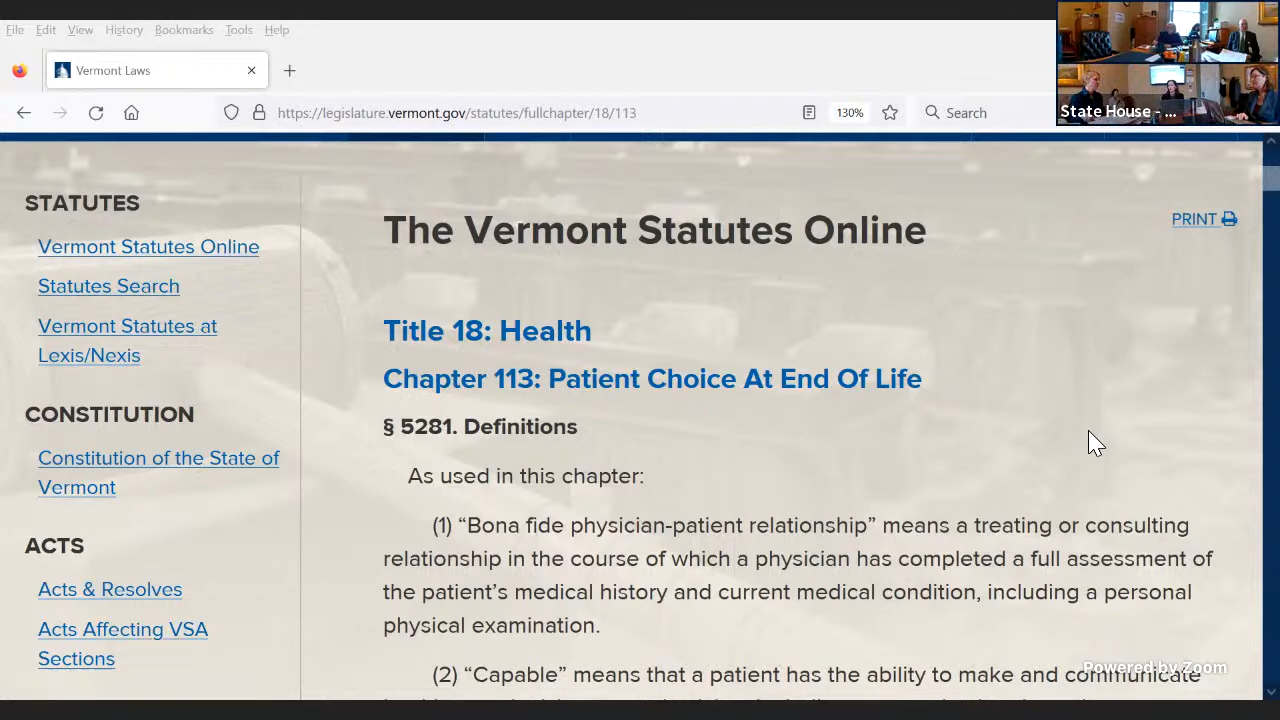 File Edit View History Bookmarks Tools Help
Vermont Laws
https://legislature.vermont.gov/statutes/fullchapter/18/113
130%
Search
State House - ...
STATUTES
Vermont Statutes Online
Statutes Search
Vermont Statutes at
Lexis/Nexis
CONSTITUTION
Constitution of the State of
Vermont
ACTS
Acts & Resolves
Acts Affecting VSA
Sections
The Vermont Statutes Online
PRINT
Title 18: Health
Chapter 113: Patient Choice At End Of Life
§ 5281. Definitions
As used in this chapter:
(1) “Bona fide physician-patient relationship” means a treating or consulting
relationship in the course of which a physician has completed a full assessment of
the patient’s medical history and current medical condition, including a personal
physical examination.
(2) “Capable” means that a patient has the ability to make and communicate
Powered by Zoom